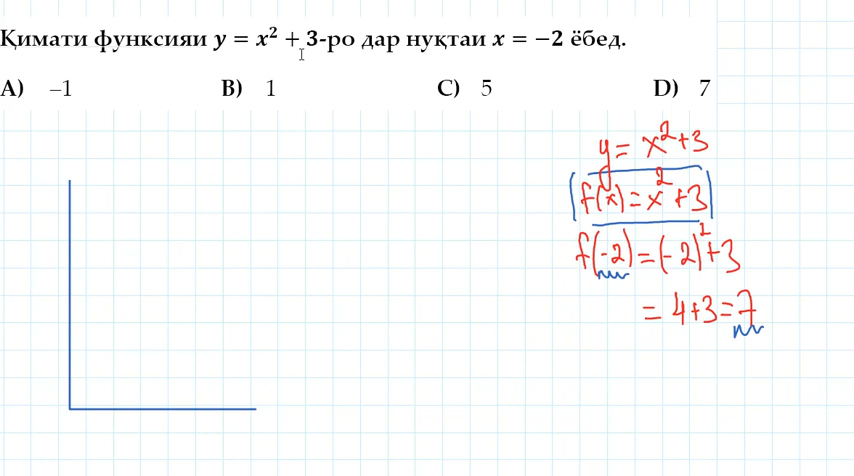 Қимати функсияи y = x² + 3-ро дар нуқтаи x = −2 ёбед.
A) –1 B) 1 C) 5 D) 7
y = x² + 3
f(x) = x² + 3
f(-2) = (-2)² + 3
= 4 + 3 = 7